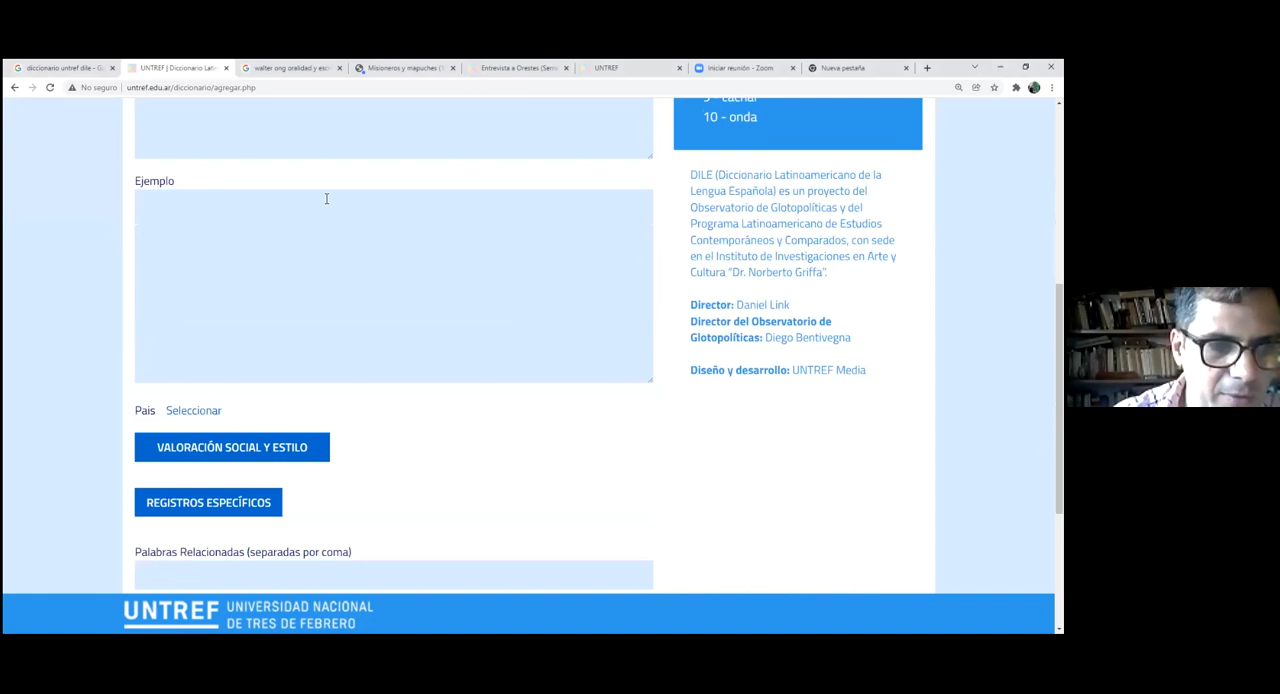 diccionario untref dile - G
UNTREF | Diccionario Lati
walter ong oralidad y escri
Misioneros y mapuches (1
Entrevista a Orestes (Sem
UNTREF
Iniciar reunión - Zoom
Nueva pestaña
No seguro
untref.edu.ar/diccionario/agregar.php
9 - cachar
10 - onda
Ejemplo
DILE (Diccionario Latinoamericano de la
Lengua Española) es un proyecto del
Observatorio de Glotopolíticas y del
Programa Latinoamericano de Estudios
Contemporáneos y Comparados, con sede
en el Instituto de Investigaciones en Arte y
Cultura "Dr. Norberto Griffa".
Director: Daniel Link
Director del Observatorio de
Glotopolíticas: Diego Bentivegna
Diseño y desarrollo: UNTREF Media
Pais Seleccionar
VALORACIÓN SOCIAL Y ESTILO
REGISTROS ESPECÍFICOS
Palabras Relacionadas (separadas por coma)
UNTREF
UNIVERSIDAD NACIONAL
DE TRES DE FEBRERO